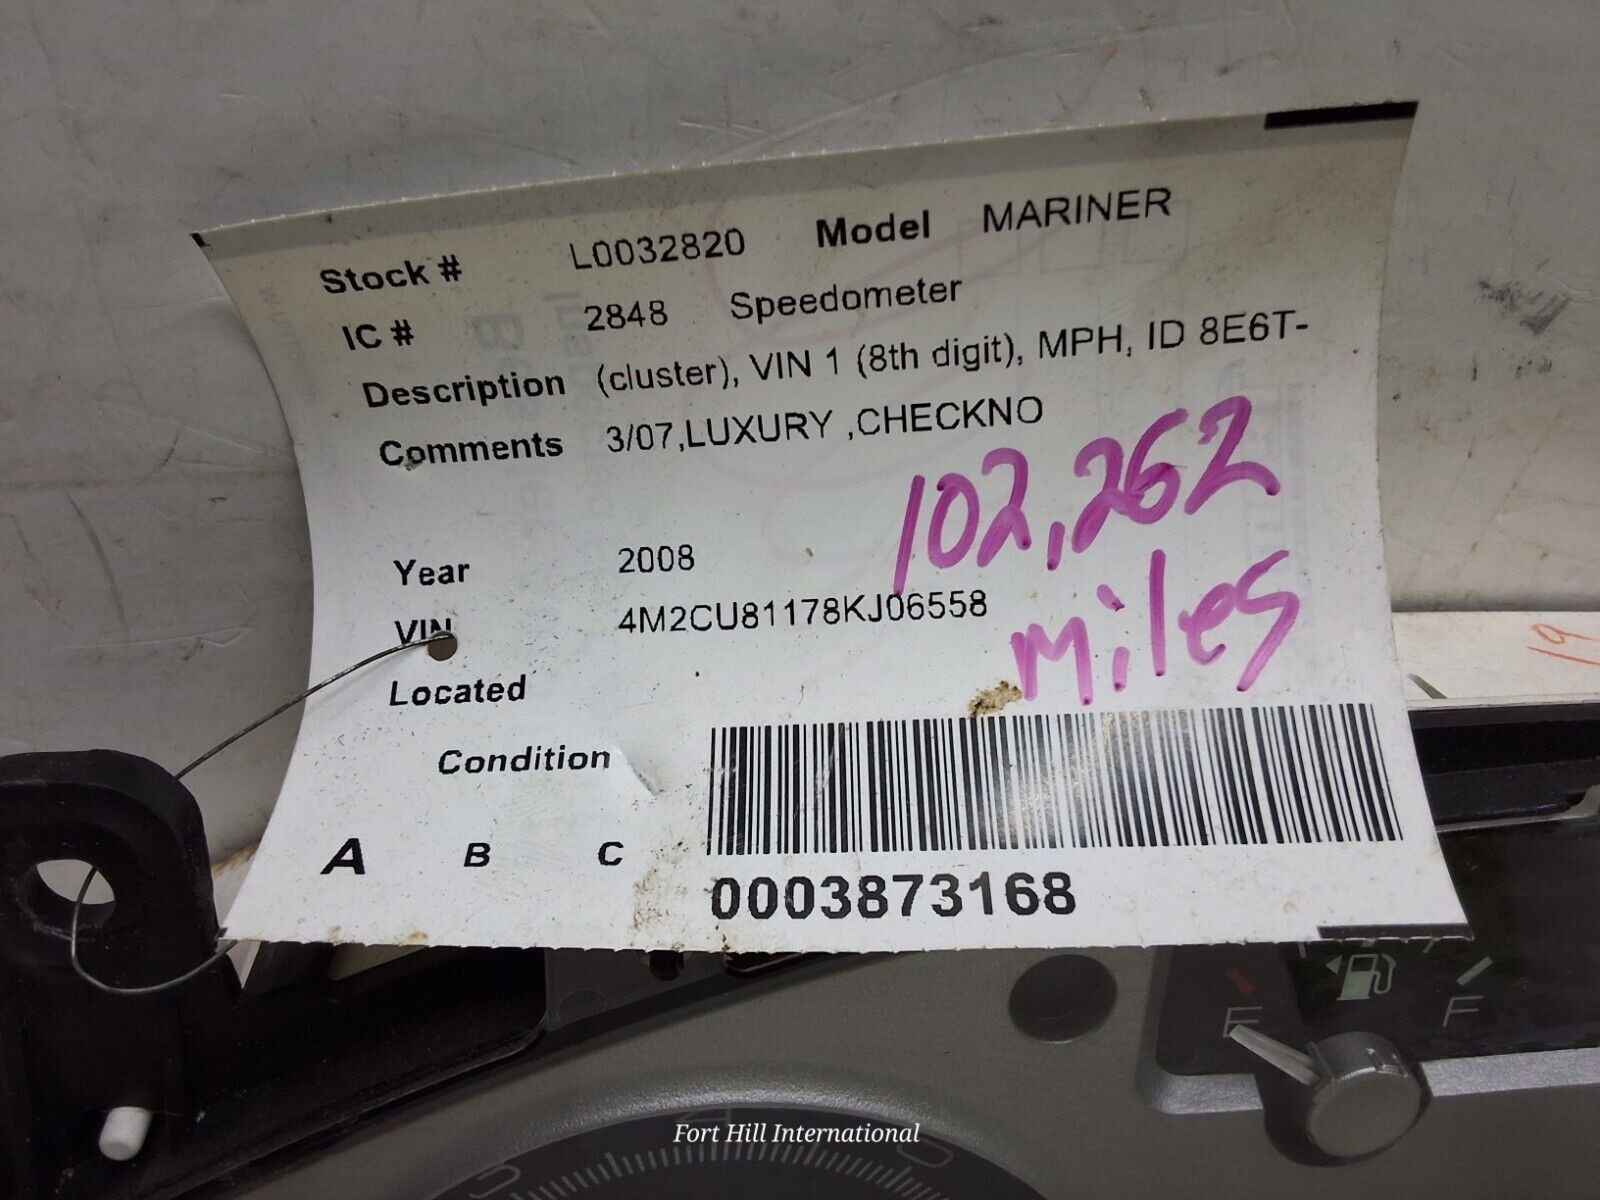 Stock # L0032820 Model MARINER
IC # 2848 Speedometer
Description (cluster), VIN 1 (8th digit), MPH, ID 8E6T-
Comments 3/07,LUXURY ,CHECKNO
102,262
Year 2008
miles
VIN 4M2CU81178KJ06558
Located
Condition
A B C
0003873168
19
E F
Fort Hill International